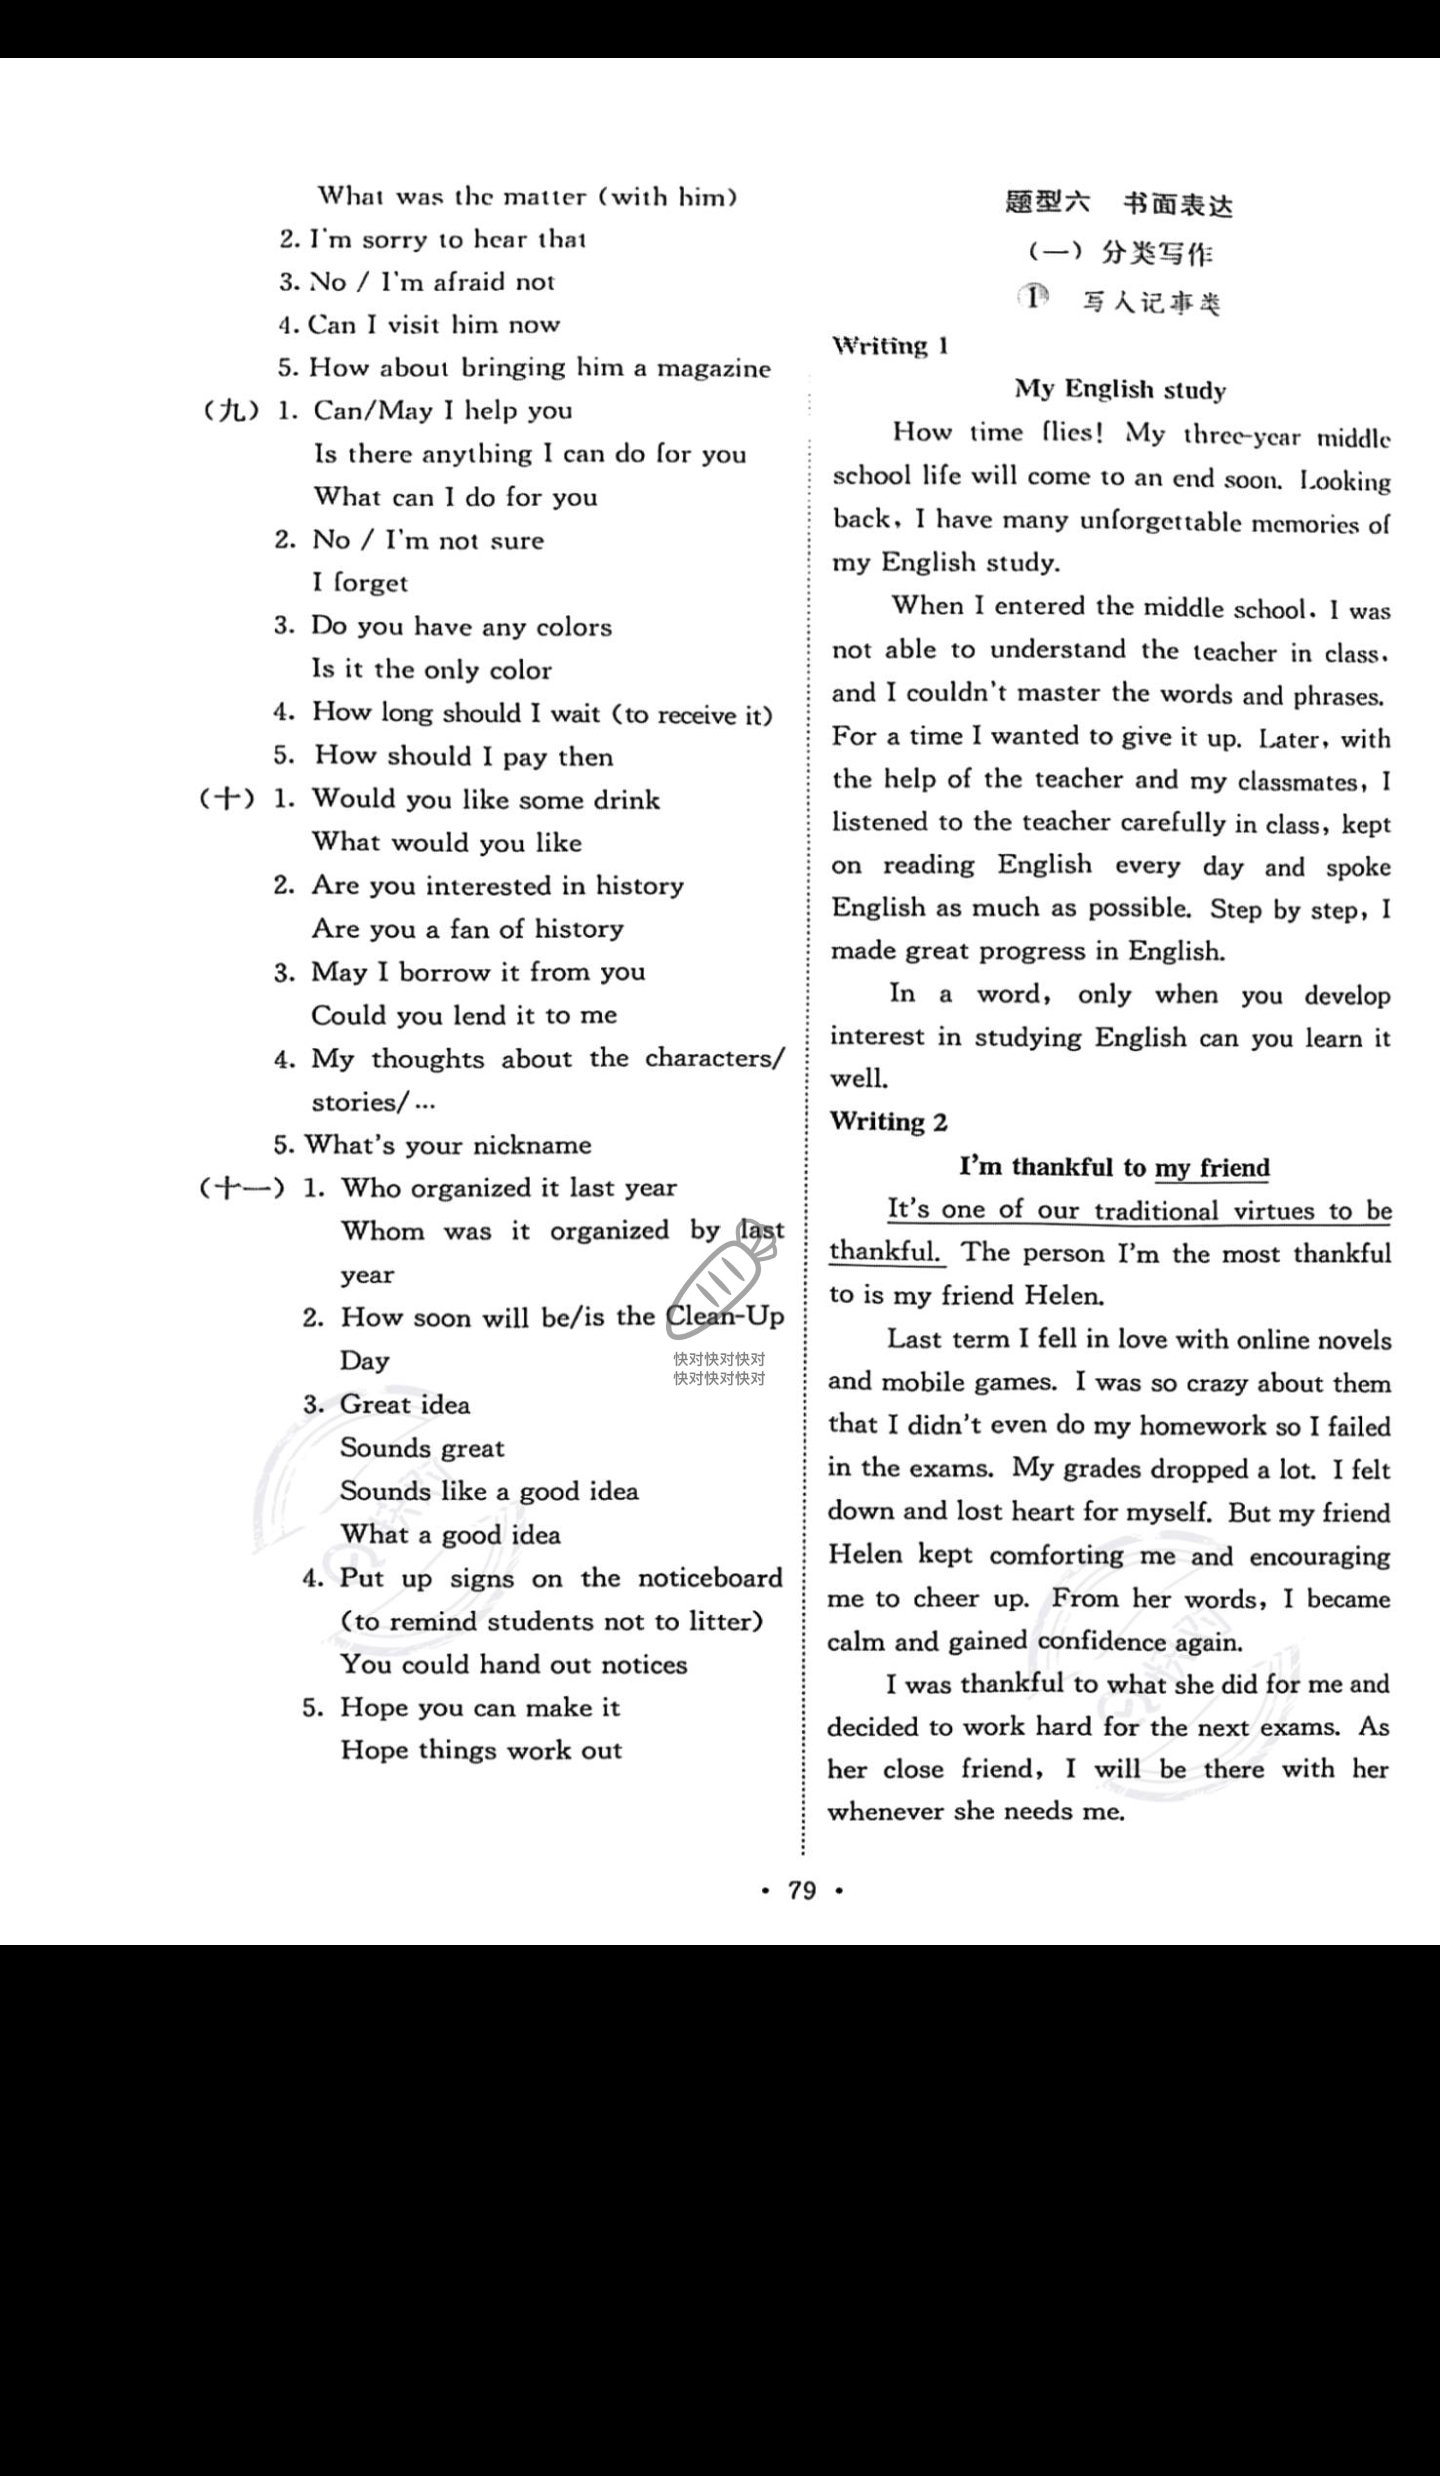 What was the matter (with him)
2. I'm sorry to hear that
3. No / I'm afraid not
4. Can I visit him now
5. How about bringing him a magazine
（九）1. Can/May I help you
Is there anything I can do for you
What can I do for you
2. No / I'm not sure
I forget
3. Do you have any colors
Is it the only color
4. How long should I wait (to receive it)
5. How should I pay then
（十）1. Would you like some drink
What would you like
2. Are you interested in history
Are you a fan of history
3. May I borrow it from you
Could you lend it to me
4. My thoughts about the characters/
stories/…
5. What's your nickname
（十一）1. Who organized it last year
Whom was it organized by last
year
2. How soon will be/is the Clean-Up
Day
3. Great idea
Sounds great
Sounds like a good idea
What a good idea
4. Put up signs on the noticeboard
(to remind students not to litter)
You could hand out notices
5. Hope you can make it
Hope things work out
快对快对快对
快对快对快对
题型六 书面表达
（一）分类写作
1 写人记事类
Writing 1
My English study
How time flies! My three-year middle
school life will come to an end soon. Looking
back, I have many unforgettable memories of
my English study.
When I entered the middle school, I was
not able to understand the teacher in class,
and I couldn't master the words and phrases.
For a time I wanted to give it up. Later, with
the help of the teacher and my classmates, I
listened to the teacher carefully in class, kept
on reading English every day and spoke
English as much as possible. Step by step, I
made great progress in English.
In a word, only when you develop
interest in studying English can you learn it
well.
Writing 2
I'm thankful to my friend
It's one of our traditional virtues to be
thankful. The person I'm the most thankful
to is my friend Helen.
Last term I fell in love with online novels
and mobile games. I was so crazy about them
that I didn't even do my homework so I failed
in the exams. My grades dropped a lot. I felt
down and lost heart for myself. But my friend
Helen kept comforting me and encouraging
me to cheer up. From her words, I became
calm and gained confidence again.
I was thankful to what she did for me and
decided to work hard for the next exams. As
her close friend, I will be there with her
whenever she needs me.
• 79 •